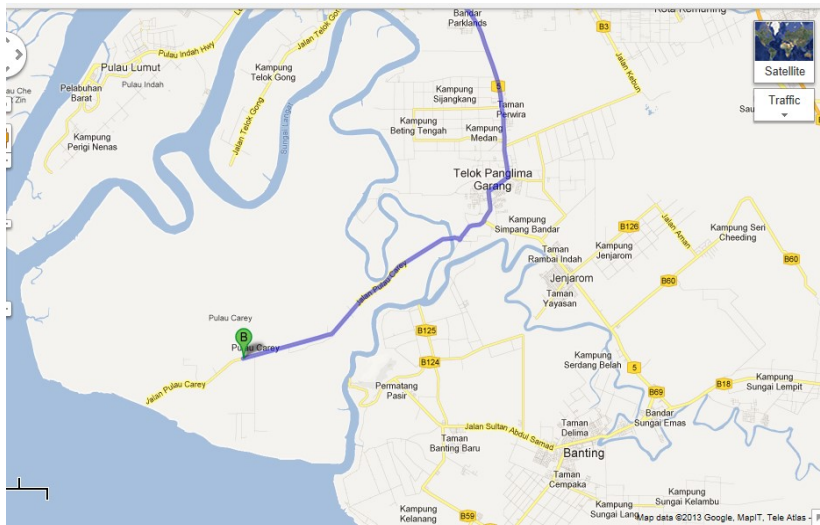 Bandar
Parklands
Kota Kemuning
B3
Satellite
Traffic
Pulau Indah Hwy
Pulau Lumut
Pulau Indah
Pelabuhan
Barat
Kampung
Perigi Nenas
Kampung
Telok Gong
Jalan Telok Gong
Jalan Telok Gong
Sungai Langat
Kampung
Sijangkang
5
Taman
Perwira
Kampung
Beting Tengah
Kampung
Medan
Jalan Kebun
Telok Panglima
Garang
Kampung
Simpang Bandar
Taman
Rambai Indah
B126
Kampung
Jenjarom
Jalan Aman
Kampung Seri
Cheeding
B60
B60
Jenjarom
Taman
Yayasan
Jalan Pulau Carey
Pulau Carey
B
Pulau Carey
Jalan Pulau Carey
B125
B124
Kampung
Serdang Belah
5
B69
B18
Kampung
Sungai Lempit
Permatang
Pasir
Bandar
Sungai Emas
Jalan Sultan Abdul Samad
Taman
Delima
Taman
Banting Baru
Banting
Taman
Cempaka
Kampung
Kelanang
B59
Kampung
Sungai Kelambu
Kampung
Sungai Lang
Map data ©2013 Google, MapIT, Tele Atlas -